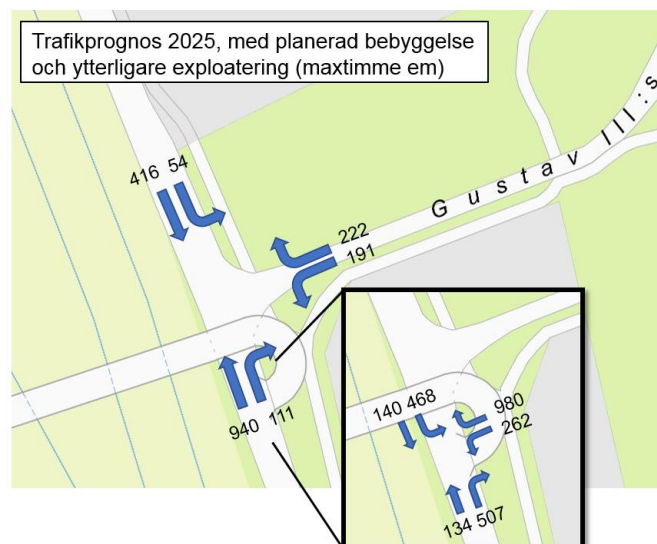 Trafikprognos 2025, med planerad bebyggelse
och ytterligare exploatering (maxtimme em)
416 54
Gustav III:s
222
191
940 111
140 468
980
262
134 507